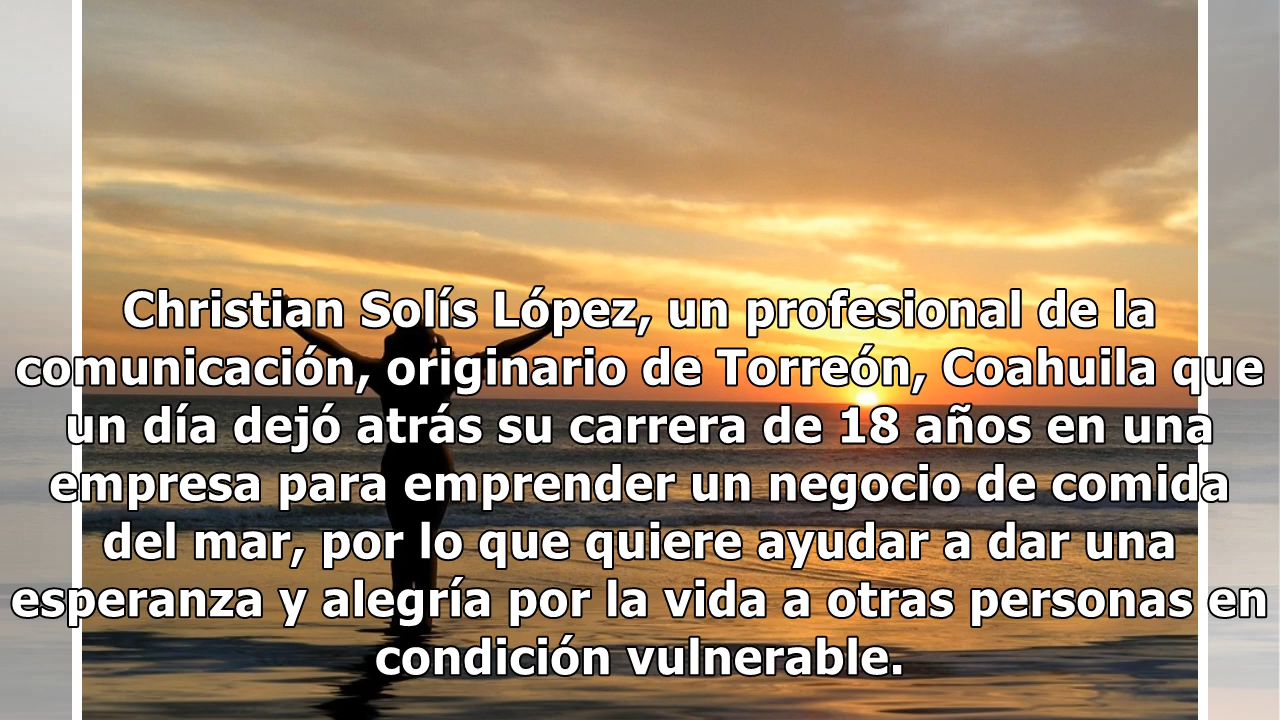 Christian Solís López, un profesional de la
comunicación, originario de Torreón, Coahuila que
un día dejó atrás su carrera de 18 años en una
empresa para emprender un negocio de comida
del mar, por lo que quiere ayudar a dar una
esperanza y alegría por la vida a otras personas en
condición vulnerable.